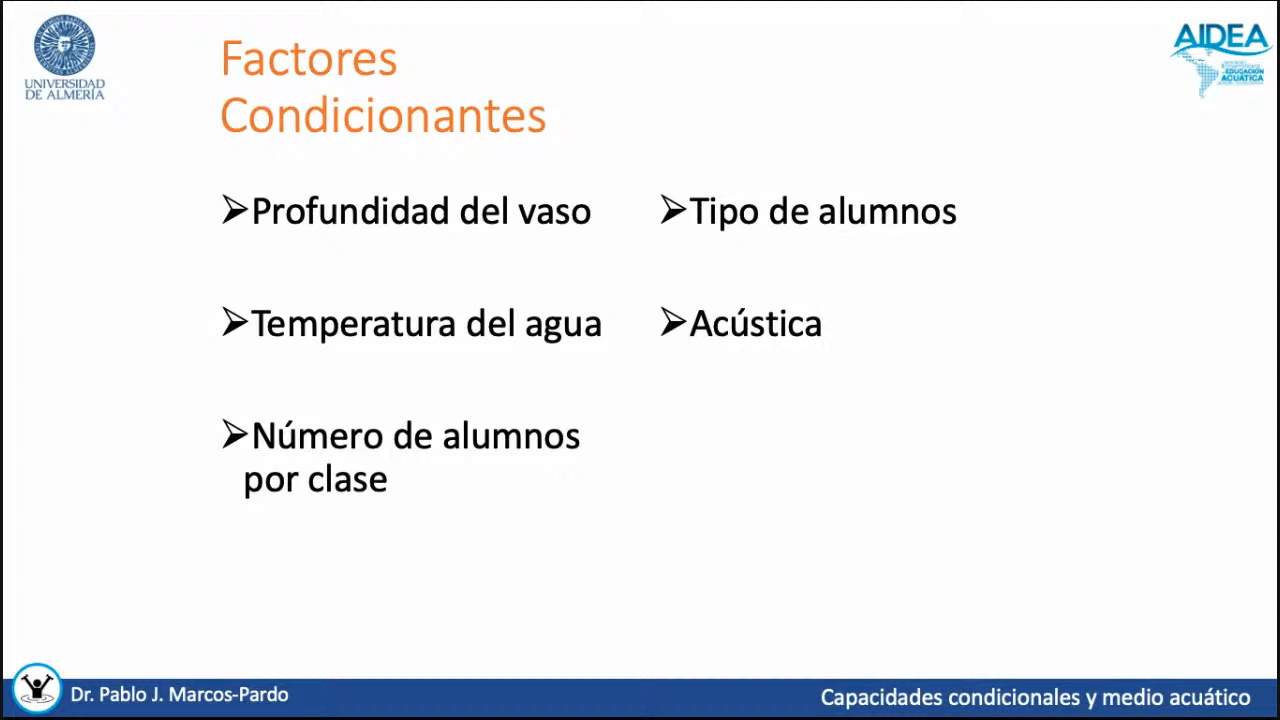 UNIVERSIDAD
DE ALMERÍA
AIDEA
EDUCACIÓN
ACUÁTICA
Factores
Condicionantes
➢Profundidad del vaso
➢Temperatura del agua
➢Número de alumnos
por clase
➢Tipo de alumnos
➢Acústica
Dr. Pablo J. Marcos-Pardo
Capacidades condicionales y medio acuático